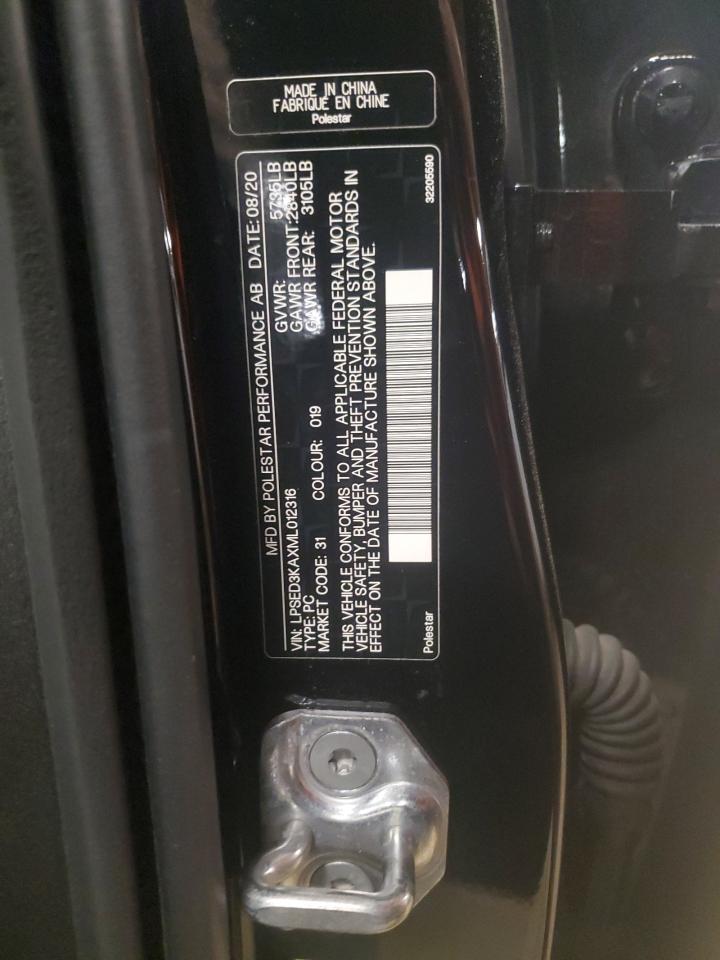 MADE IN CHINA
FABRIQUÉ EN CHINE
Polestar
MFD BY POLESTAR PERFORMANCE AB DATE: 08/20
GVWR: 5735LB
VIN: LPSED3KAXML012316 GAWR FRONT: 2840LB
TYPE: PC GAWR REAR: 3105LB
MARKET CODE: 31 COLOUR: 019
THIS VEHICLE CONFORMS TO ALL APPLICABLE FEDERAL MOTOR
VEHICLE SAFETY, BUMPER AND THEFT PREVENTION STANDARDS IN
EFFECT ON THE DATE OF MANUFACTURE SHOWN ABOVE.
Polestar 32205590